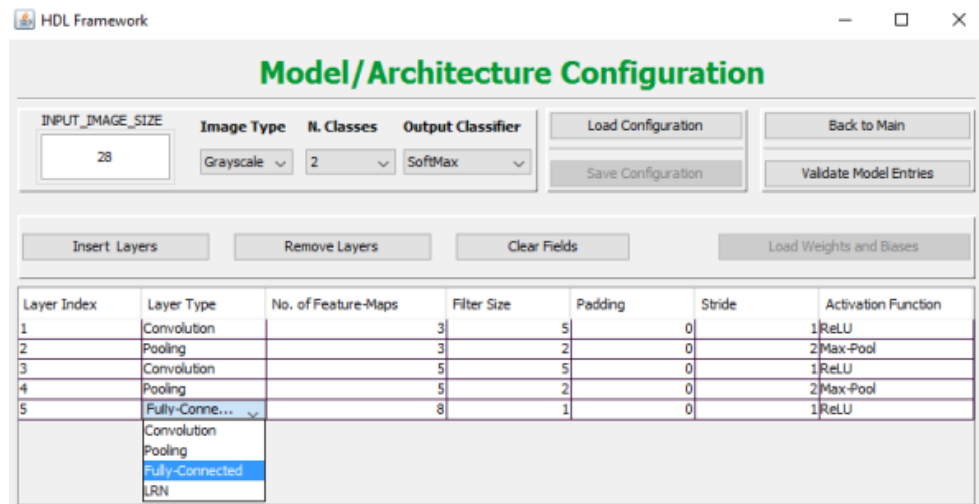 HDL Framework
Model/Architecture Configuration
INPUT_IMAGE_SIZE Image Type N. Classes Output Classifier Load Configuration Back to Main
28 Grayscale 2 SoftMax Save Configuration Validate Model Entries
Insert Layers Remove Layers Clear Fields Load Weights and Biases
Layer Index Layer Type No. of Feature-Maps Filter Size Padding Stride Activation Function
1 Convolution 3 5 0 1 ReLU
2 Pooling 3 2 0 2 Max-Pool
3 Convolution 5 5 0 1 ReLU
4 Pooling 5 2 0 2 Max-Pool
5 Fully-Conne... 8 1 0 1 ReLU
Convolution
Pooling
Fully-Connected
LRN